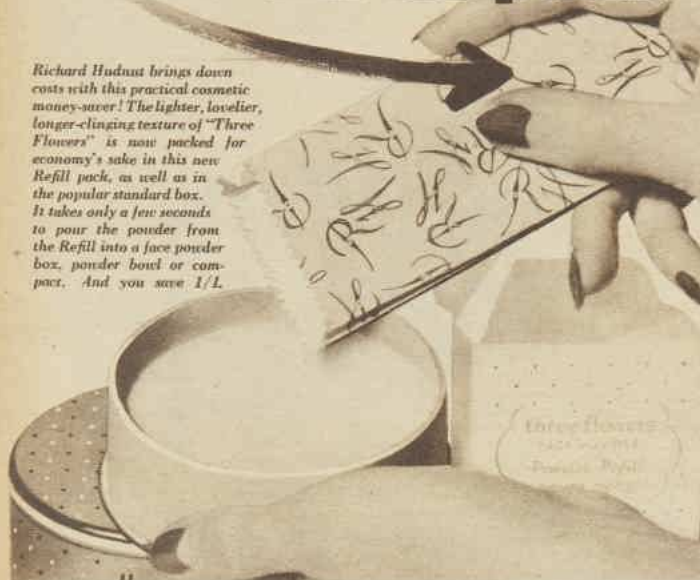 Richard Hudnut brings down
costs with this practical cosmetic
money-saver! The lighter, lovelier,
longer-clinging texture of "Three
Flowers" is now packed for
economy's sake in this new
Refill pack, as well as in
the popular standard box.
It takes only a few seconds
to pour the powder from
the Refill into a face powder
box, powder bowl or com-
pact. And you save 1/1.
three flowers
FACE POWDER
Powder Refill